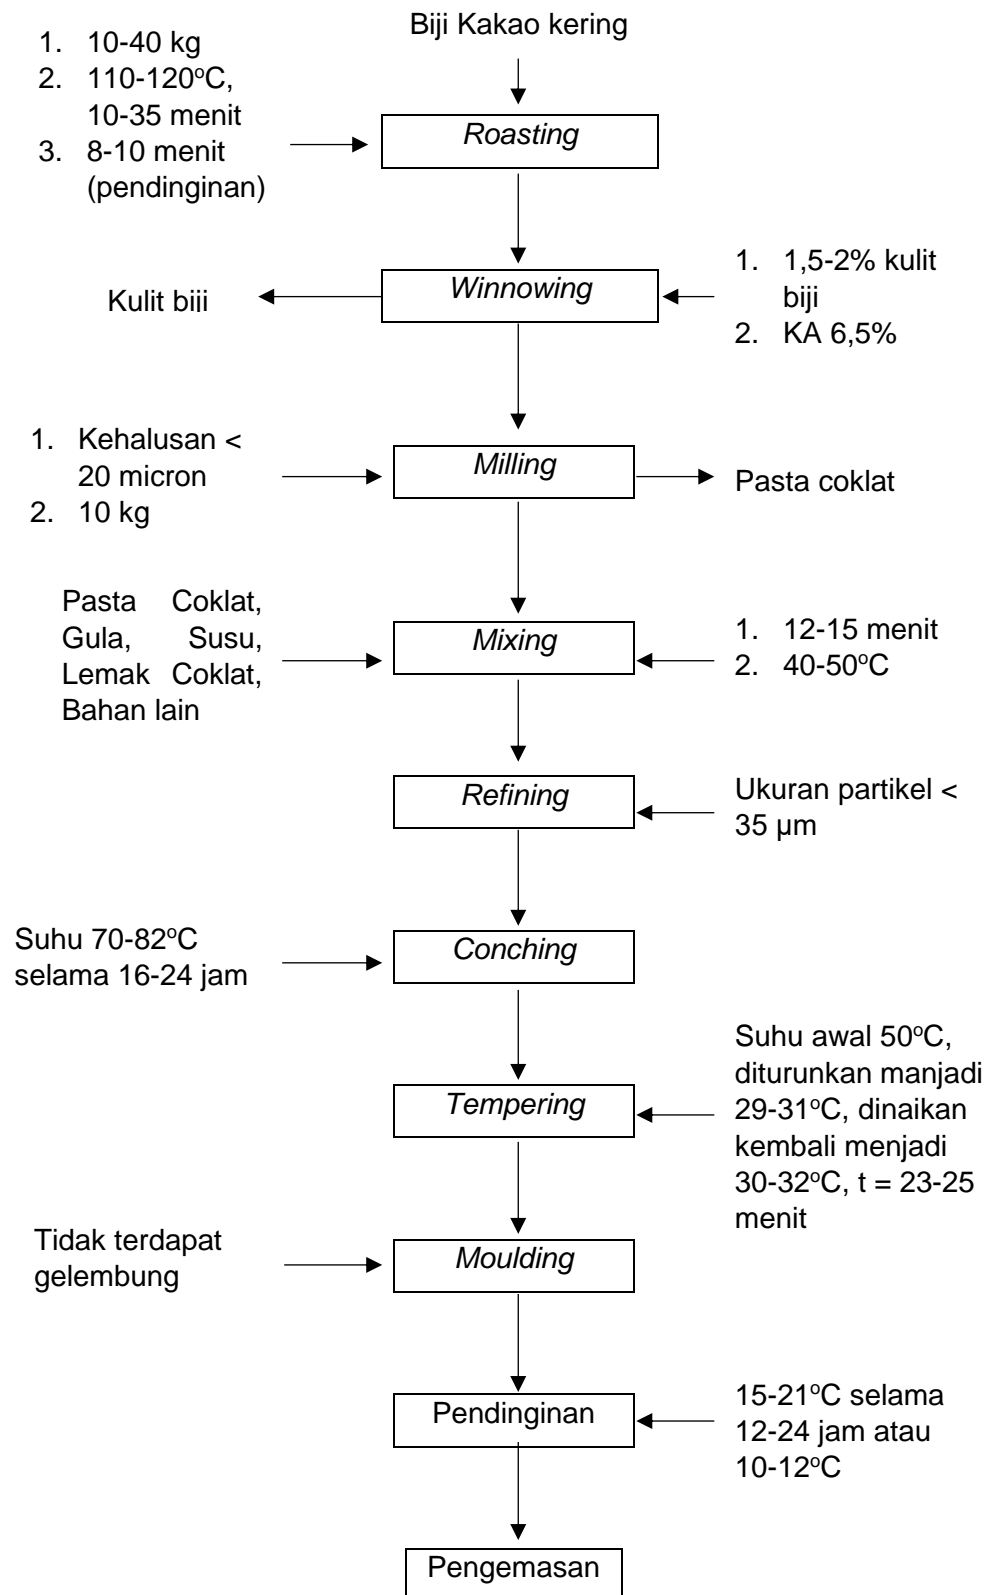 Biji Kakao kering
1. 10-40 kg
2. 110-120°C,
10-35 menit
3. 8-10 menit
(pendinginan)
Roasting
Kulit biji
Winnowing
1. 1,5-2% kulit
biji
2. KA 6,5%
1. Kehalusan <
20 micron
2. 10 kg
Milling
Pasta coklat
Pasta Coklat,
Gula, Susu,
Lemak Coklat,
Bahan lain
Mixing
1. 12-15 menit
2. 40-50°C
Refining
Ukuran partikel <
35 µm
Suhu 70-82°C
selama 16-24 jam
Conching
Tempering
Suhu awal 50°C,
diturunkan manjadi
29-31°C, dinaikan
kembali menjadi
30-32°C, t = 23-25
menit
Tidak terdapat
gelembung
Moulding
Pendinginan
15-21°C selama
12-24 jam atau
10-12°C
Pengemasan